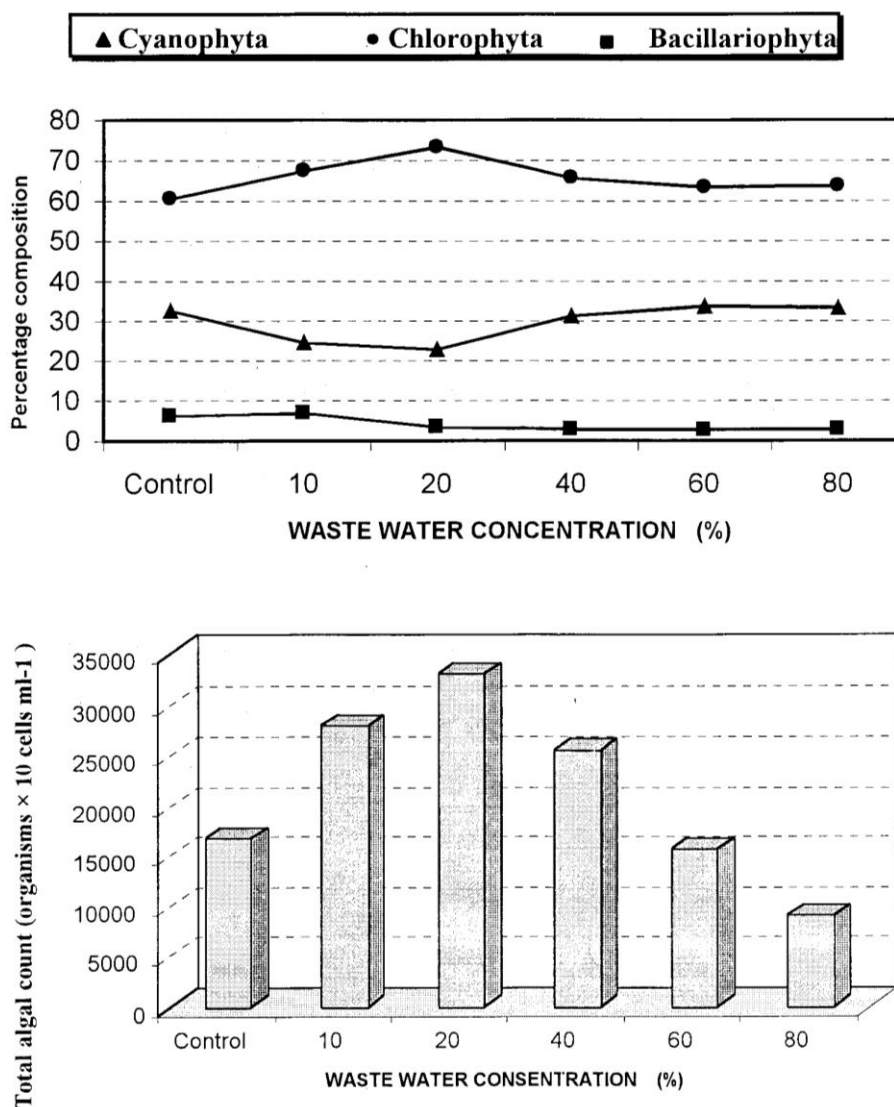 ▲ Cyanophyta ● Chlorophyta ■ Bacillariophyta
Percentage composition
80
70
60
50
40
30
20
10
0
Control 10 20 40 60 80
WASTE WATER CONCENTRATION (%)
Total algal count (organisms × 10 cells ml-1 )
35000
30000
25000
20000
15000
10000
5000
0
Control 10 20 40 60 80
WASTE WATER CONSENTRATION (%)